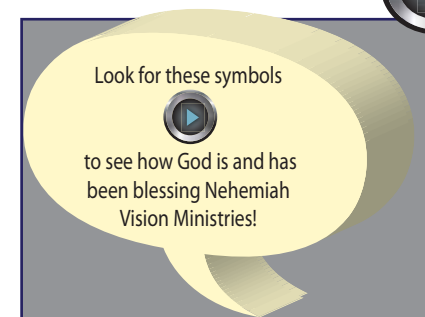 Look for these symbols
to see how God is and has
been blessing Nehemiah
Vision Ministries!